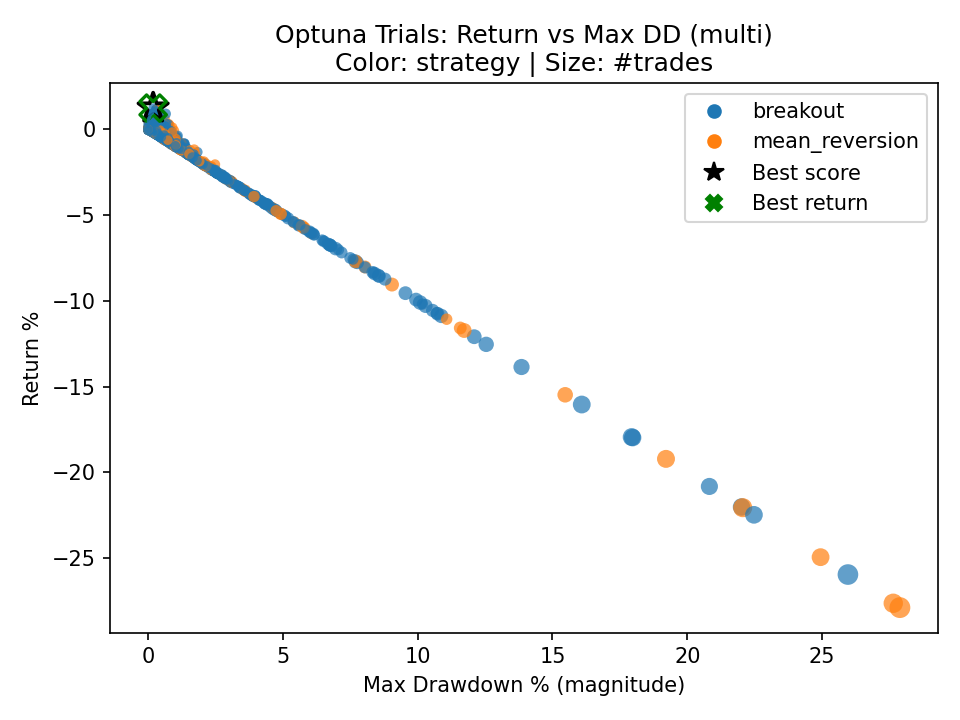 Optuna Trials: Return vs Max DD (multi)
Color: strategy | Size: #trades
breakout
mean_reversion
Best score
Best return
Return %
0
−5
−10
−15
−20
−25
0
5
10
15
20
25
Max Drawdown % (magnitude)